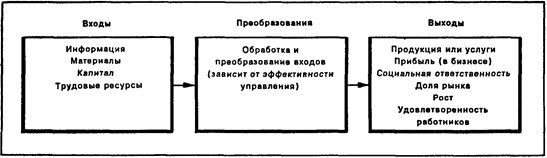 Входы
Информация
Материалы
Капитал
Трудовые ресурсы
Преобразования
Обработка и
преобразование входов
(зависит от эффективности
управления)
Выходы
Продукция или услуги
Прибыль (в бизнесе)
Социальная ответственность
Доля рынка
Рост
Удовлетворенность
работников